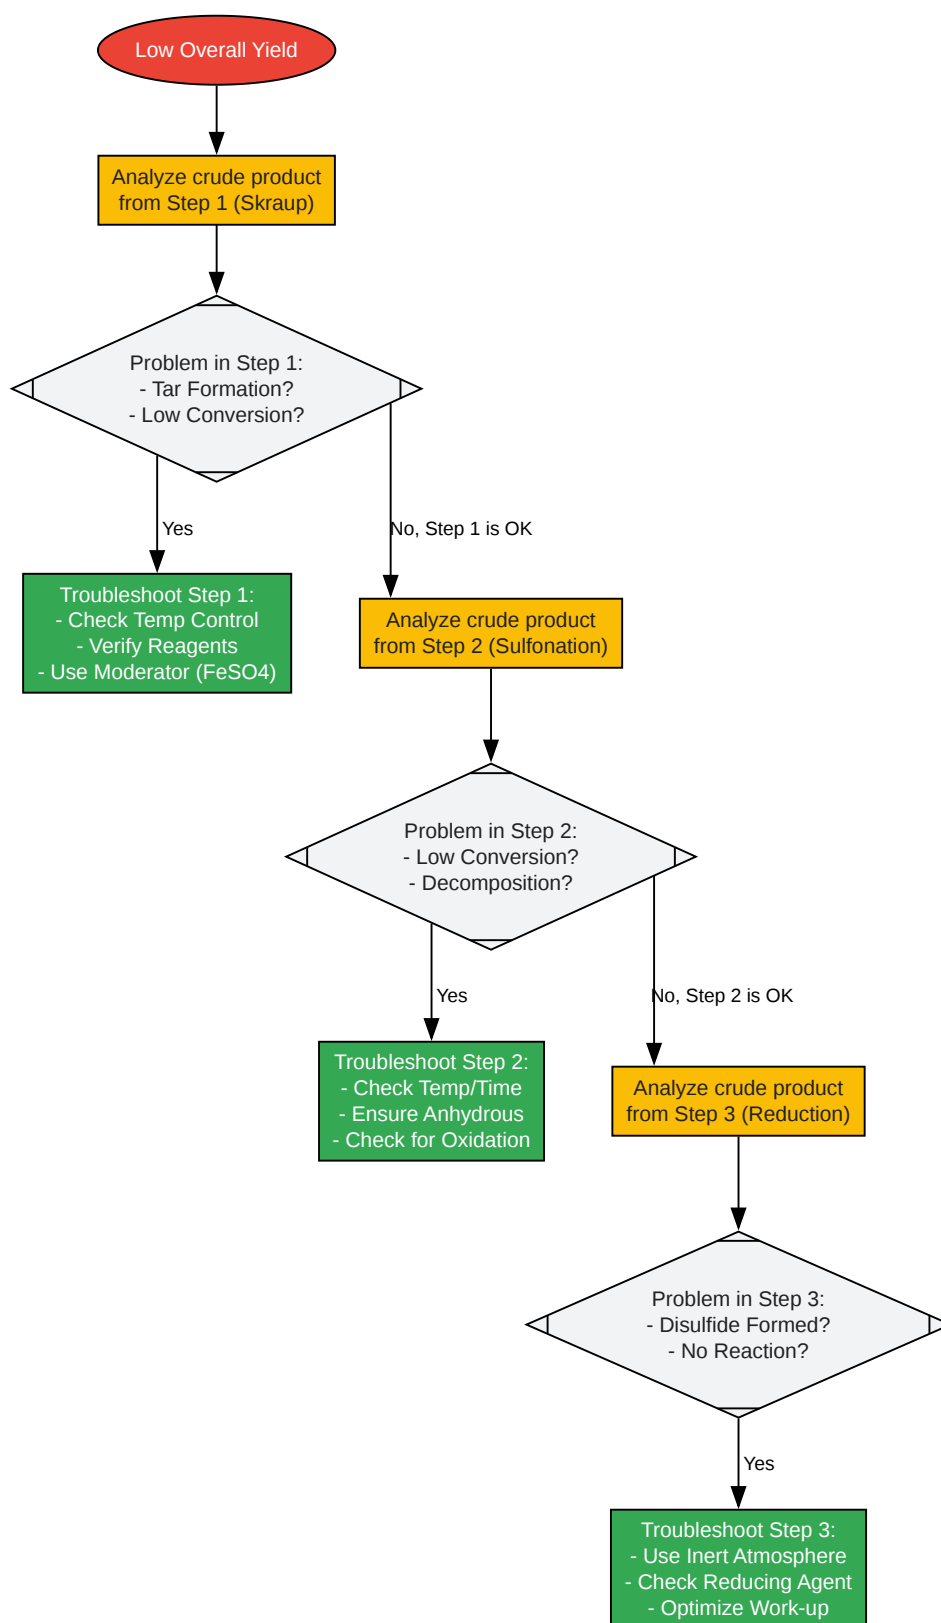 Low Overall Yield
Analyze crude product
from Step 1 (Skraup)
Problem in Step 1:
- Tar Formation?
- Low Conversion?
Yes
No, Step 1 is OK
Troubleshoot Step 1:
- Check Temp Control
- Verify Reagents
- Use Moderator (FeSO4)
Analyze crude product
from Step 2 (Sulfonation)
Problem in Step 2:
- Low Conversion?
- Decomposition?
Yes
No, Step 2 is OK
Troubleshoot Step 2:
- Check Temp/Time
- Ensure Anhydrous
- Check for Oxidation
Analyze crude product
from Step 3 (Reduction)
Problem in Step 3:
- Disulfide Formed?
- No Reaction?
Yes
Troubleshoot Step 3:
- Use Inert Atmosphere
- Check Reducing Agent
- Optimize Work-up